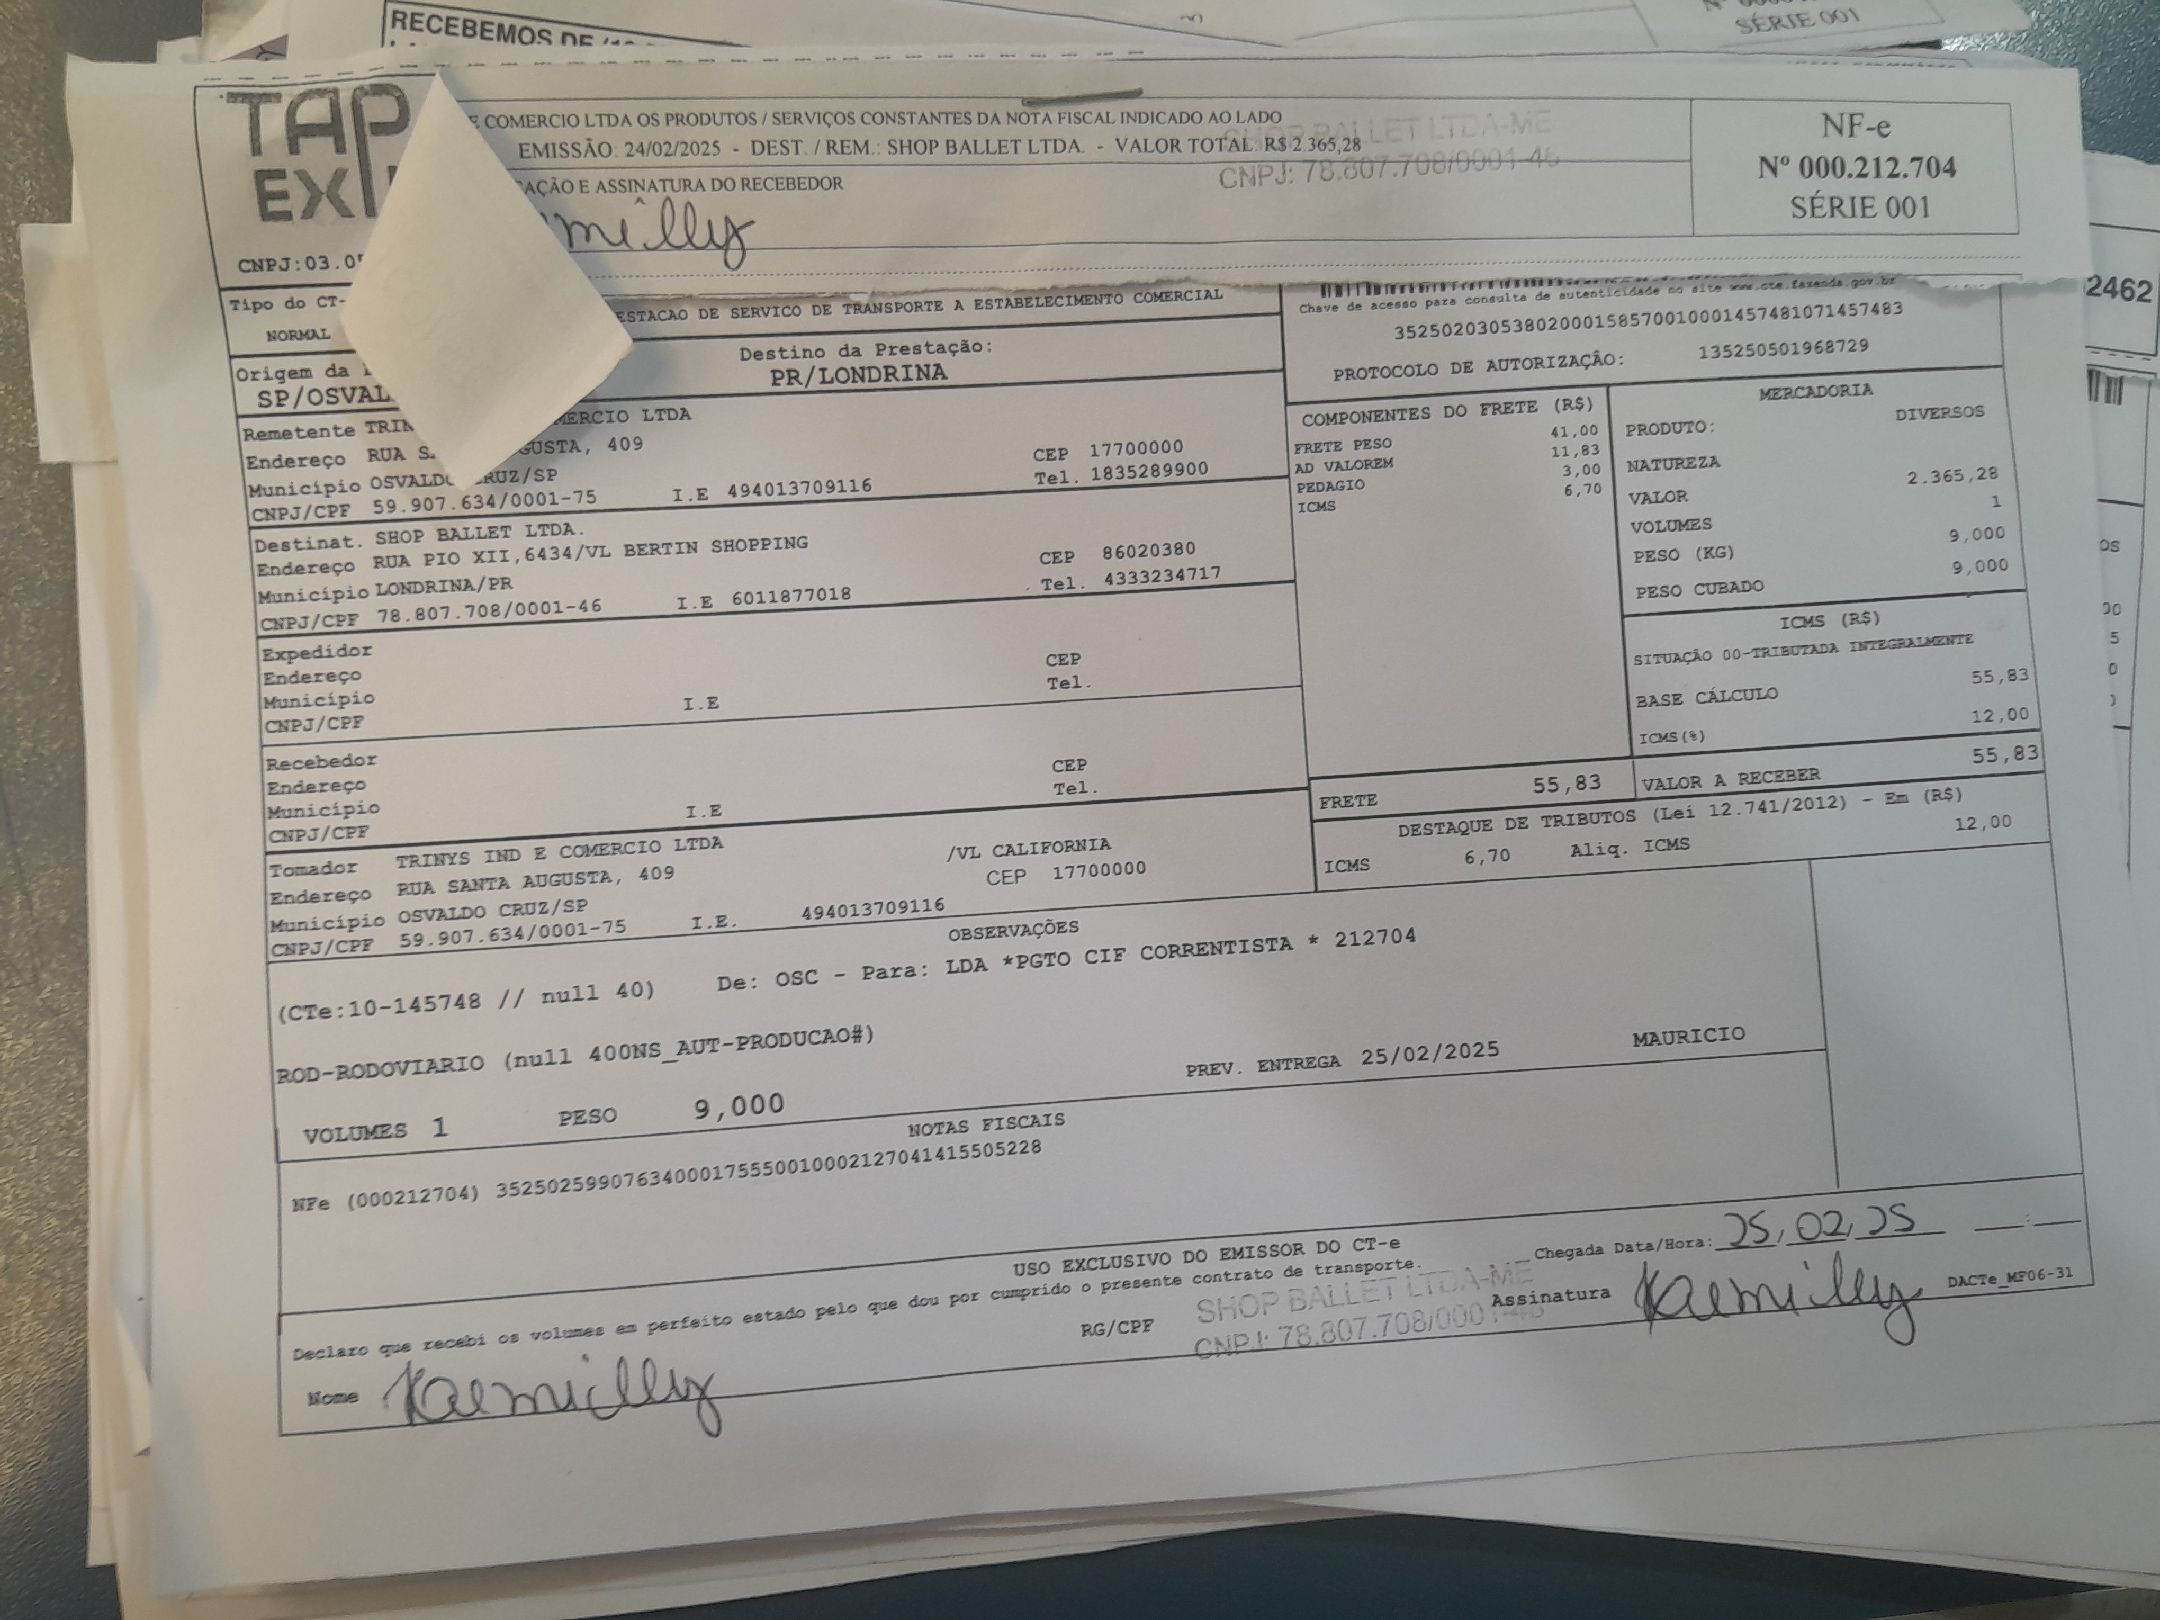 RECEBEMOS DE
SÉRIE 001
TAP
EX
E COMERCIO LTDA OS PRODUTOS / SERVIÇOS CONSTANTES DA NOTA FISCAL INDICADO AO LADO
EMISSÃO: 24/02/2025 - DEST. / REM.: SHOP BALLET LTDA. - VALOR TOTAL: R$ 2.365,28
SHOP BALLET LTDA-ME
CNPJ: 78.807.708/0001-46
ASSINATURA DO RECEBEDOR
NF-e
Nº 000.212.704
SÉRIE 001
CNPJ:03.0
2462
Tipo do CT-
NORMAL
DE SERVICO DE TRANSPORTE A ESTABELECIMENTO COMERCIAL
Chave de acesso para consulta de autenticidade no site www.cte.fazenda.gov.br
35250203053802000158570010001457481071457483
PROTOCOLO DE AUTORIZAÇÃO: 135250501968729
Origem da
SP/OSVAL
Destino da Prestação:
PR/LONDRINA
Remetente TRIN COMERCIO LTDA
Endereço RUA S AUGUSTA, 409 CEP 17700000
Município OSVALDO CRUZ/SP Tel. 1835289900
CNPJ/CPF 59.907.634/0001-75 I.E 494013709116
Destinat. SHOP BALLET LTDA.
Endereço RUA PIO XII,6434/VL BERTIN SHOPPING CEP 86020380
Município LONDRINA/PR Tel. 4333234717
CNPJ/CPF 78.807.708/0001-46 I.E 6011877018
Expedidor
Endereço CEP
Município Tel.
CNPJ/CPF I.E
Recebedor
Endereço CEP
Município Tel.
CNPJ/CPF I.E
Tomador TRINYS IND E COMERCIO LTDA /VL CALIFORNIA
Endereço RUA SANTA AUGUSTA, 409 CEP 17700000
Município OSVALDO CRUZ/SP
CNPJ/CPF 59.907.634/0001-75 I.E. 494013709116
COMPONENTES DO FRETE (R$)
FRETE PESO 41,00
AD VALOREM 11,83
PEDAGIO 3,00
ICMS 6,70
MERCADORIA
PRODUTO: DIVERSOS
NATUREZA
VALOR 2.365,28
VOLUMES 1
PESO (KG) 9,000
PESO CUBADO 9,000
ICMS (R$)
SITUAÇÃO 00-TRIBUTADA INTEGRALMENTE
BASE CÁLCULO 55,83
ICMS(%) 12,00
FRETE 55,83 VALOR A RECEBER 55,83
DESTAQUE DE TRIBUTOS (Lei 12.741/2012) - Em (R$)
ICMS 6,70 Aliq. ICMS 12,00
OBSERVAÇÕES
(CTe:10-145748 // null 40) De: OSC - Para: LDA *PGTO CIF CORRENTISTA * 212704
ROD-RODOVIARIO (null 400NS_AUT-PRODUCAO#)
PREV. ENTREGA 25/02/2025 MAURICIO
VOLUMES 1 PESO 9,000
NOTAS FISCAIS
NFe (000212704) 35250259907634000175550010002127041415505228
USO EXCLUSIVO DO EMISSOR DO CT-e
Declaro que recebi os volumes em perfeito estado pelo que dou por cumprido o presente contrato de transporte.
Chegada Data/Hora: 25, 02, 25 __:__
Nome Kaemilly
RG/CPF
SHOP BALLET LTDA-ME
CNPJ: 78.807.708/0001-46
Assinatura Kaemilly
DACTe_MF06-31